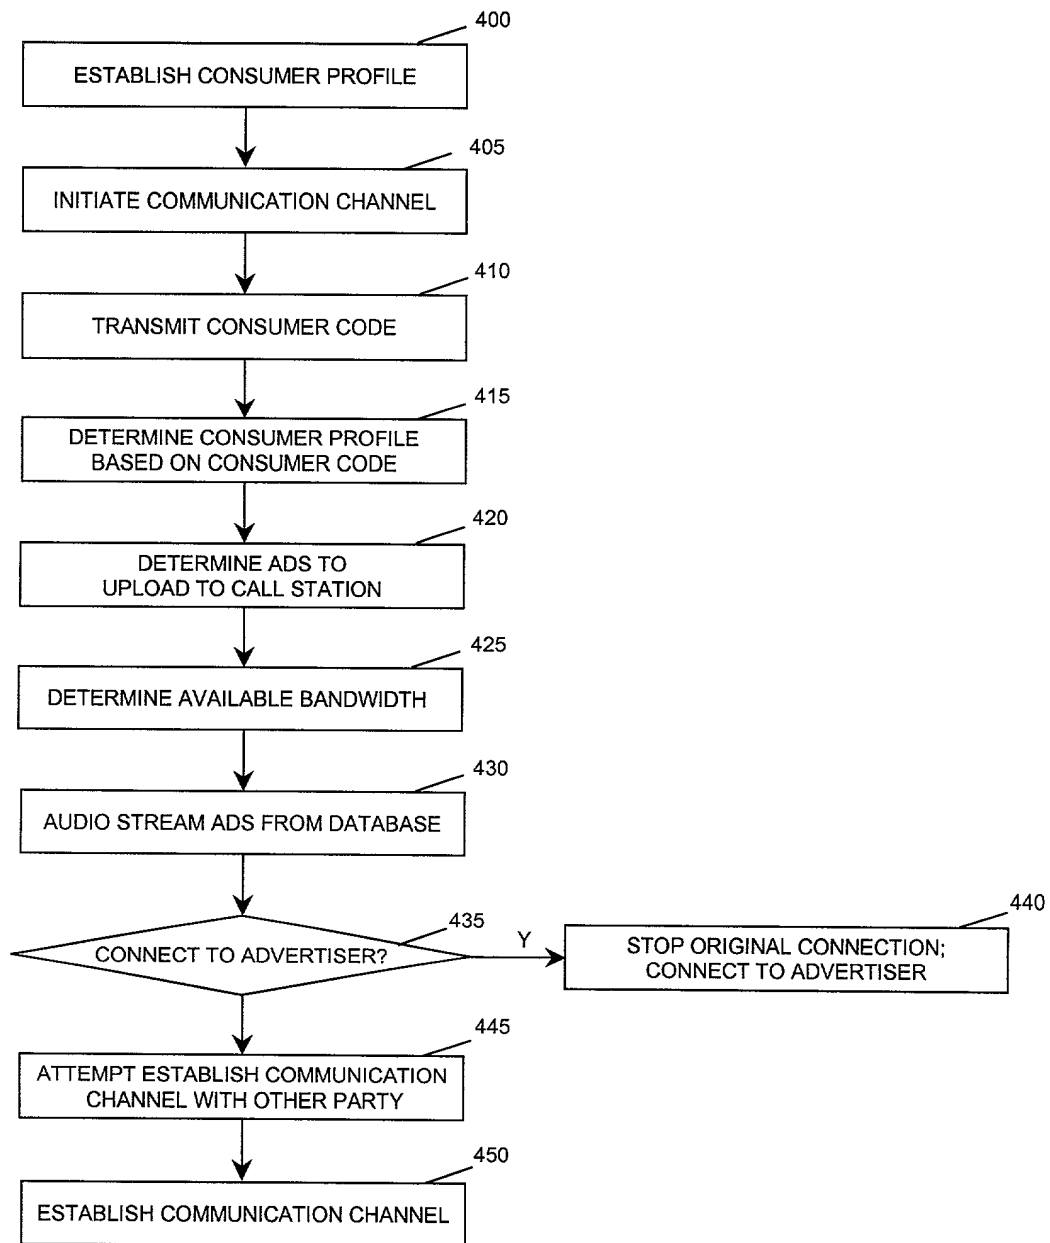 400
ESTABLISH CONSUMER PROFILE
405
INITIATE COMMUNICATION CHANNEL
410
TRANSMIT CONSUMER CODE
415
DETERMINE CONSUMER PROFILE
BASED ON CONSUMER CODE
420
DETERMINE ADS TO
UPLOAD TO CALL STATION
425
DETERMINE AVAILABLE BANDWIDTH
430
AUDIO STREAM ADS FROM DATABASE
435
CONNECT TO ADVERTISER?
Y
440
STOP ORIGINAL CONNECTION;
CONNECT TO ADVERTISER
445
ATTEMPT ESTABLISH COMMUNICATION
CHANNEL WITH OTHER PARTY
450
ESTABLISH COMMUNICATION CHANNEL